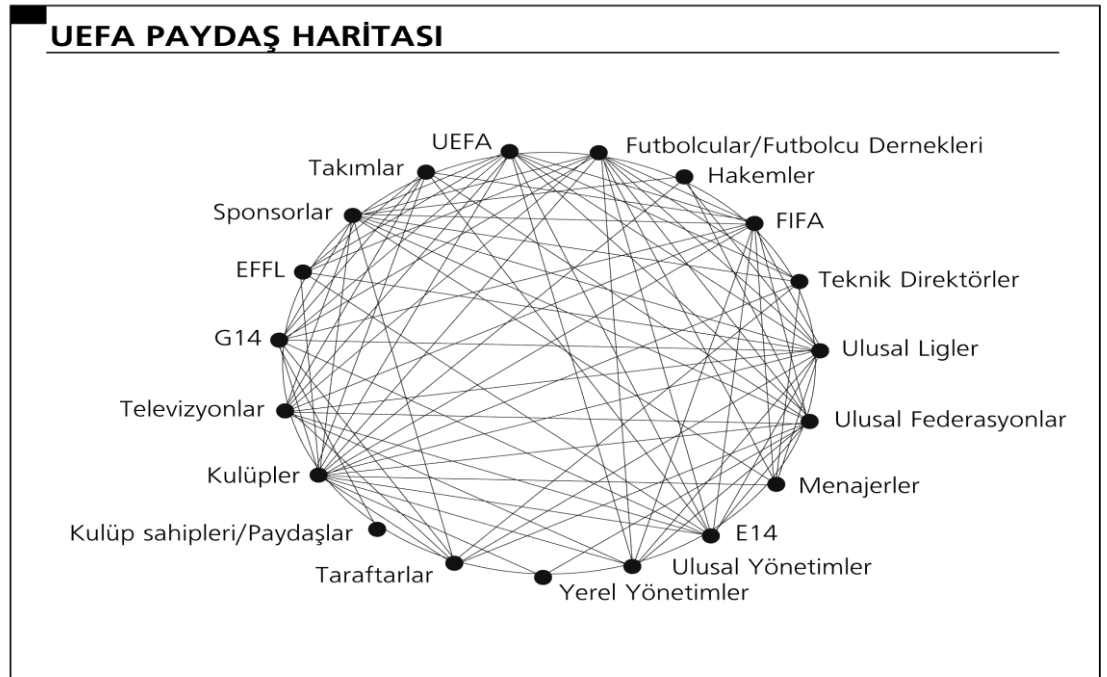 UEFA PAYDAŞ HARİTASI
UEFA
Futbolcular/Futbolcu Dernekleri
Takımlar
Hakemler
Sponsorlar
FIFA
EFFL
Teknik Direktörler
G14
Ulusal Ligler
Televizyonlar
Ulusal Federasyonlar
Kulüpler
Menajerler
Kulüp sahipleri/Paydaşlar
E14
Taraftarlar
Ulusal Yönetimler
Yerel Yönetimler